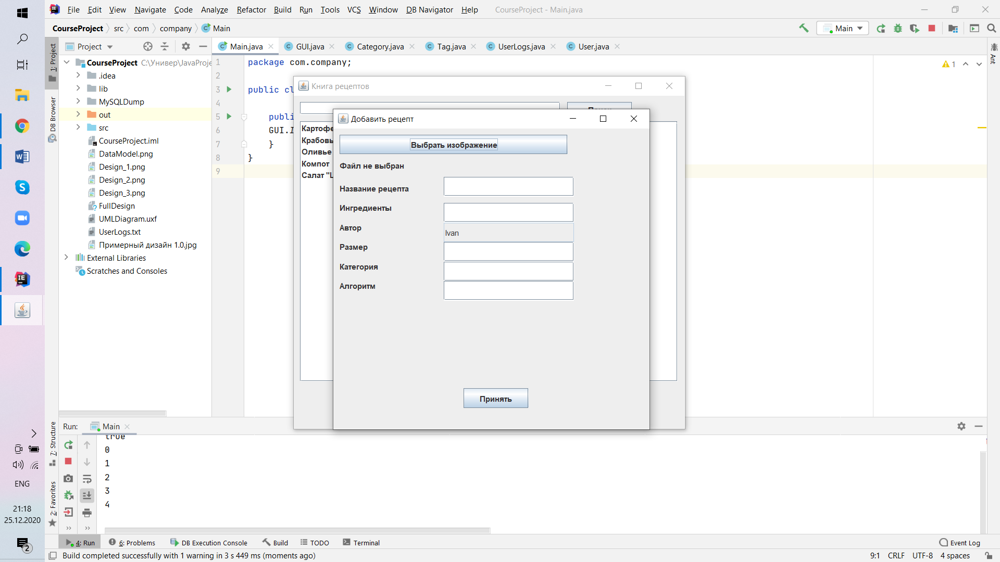 File Edit View Navigate Code Analyze Refactor Build Run Tools VCS Window DB Navigator Help CourseProject - Main.java
CourseProject src com company Main
Main
Project
Main.java GUI.java Category.java Tag.java UserLogs.java User.java
1: Project
DB Browser
7: Structure
2: Favorites
Ant
CourseProject C:\Универ\JavaProje
.idea
lib
MySQLDump
out
src
CourseProject.iml
DataModel.png
Design_1.png
Design_2.png
Design_3.png
FullDesign
UMLDiagram.uxf
UserLogs.txt
Примерный дизайн 1.0.jpg
External Libraries
Scratches and Consoles
1 package com.company;
2
3 public cl
4
5 publi
6 GUI.I
7 }
8 }
9
1
Книга рецептов
Картофе
Крабовы
Оливье
Компот
Салат "
Добавить рецепт
Выбрать изображение
Файл не выбран
Название рецепта
Ингредиенты
Автор Ivan
Размер
Категория
Алгоритм
Принять
Run: Main
true
0
1
2
3
4
4: Run 6: Problems DB Execution Console Build TODO Terminal Event Log
Build completed successfully with 1 warning in 3 s 449 ms (moments ago) 9:1 CRLF UTF-8 4 spaces
ENG
21:18
25.12.2020
2